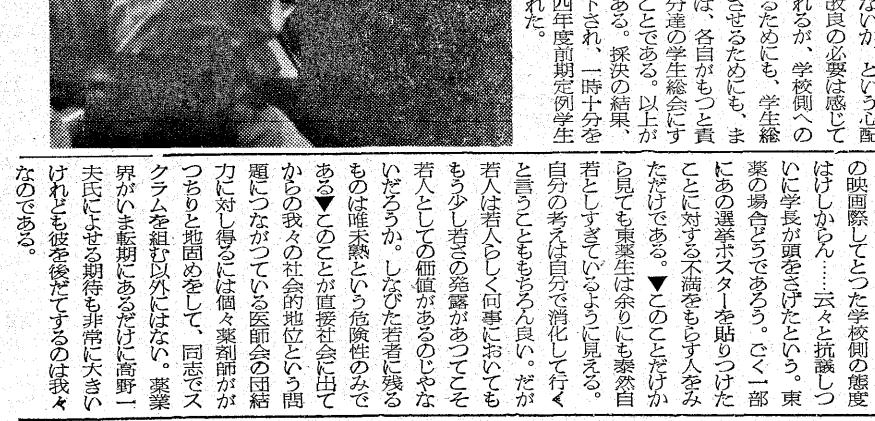 ないか、という心配
改良の必要は感じて
れるが、学校側への
るためにも、学生総
させるためにも、ま
は、各自がもつと責
分達の学生総会にす
ことである。以上が
ある。採決の結果、
下され、一時十分を
四年度前期定例学生
れた。
の映画際してとつた学校側の態度
はけしからん……云々と抗議しつ
いに学長が頭をさげたという。東
薬の場合どうであろう。ごく一部
にあの選挙ポスターを貼りつけた
ことに対する不満をもらす人をみ
ただけである。▼このことだけか
ら見ても東薬生は余りにも泰然自
若としすぎているように見える。
自分の考えは自分で消化して行く
と言うことももちろん良い。だが
若人は若人らしく何事においても
もう少し若さの発露があつてこそ
若人としての価値があるのじやな
いだろうか。しなびた若者に残る
ものは唯未熟という危険性のみで
ある▼このことが直接社会に出て
からの我々の社会的地位という問
題につながつている医師会の団結
力に対し得るには個々薬剤師がが
つちりと地固めをして、同志でス
クラムを組む以外にはない。薬業
界がいま転期にあるだけに高野一
夫氏によせる期待も非常に大きい
けれども彼を後だてするのは我々
なのである。